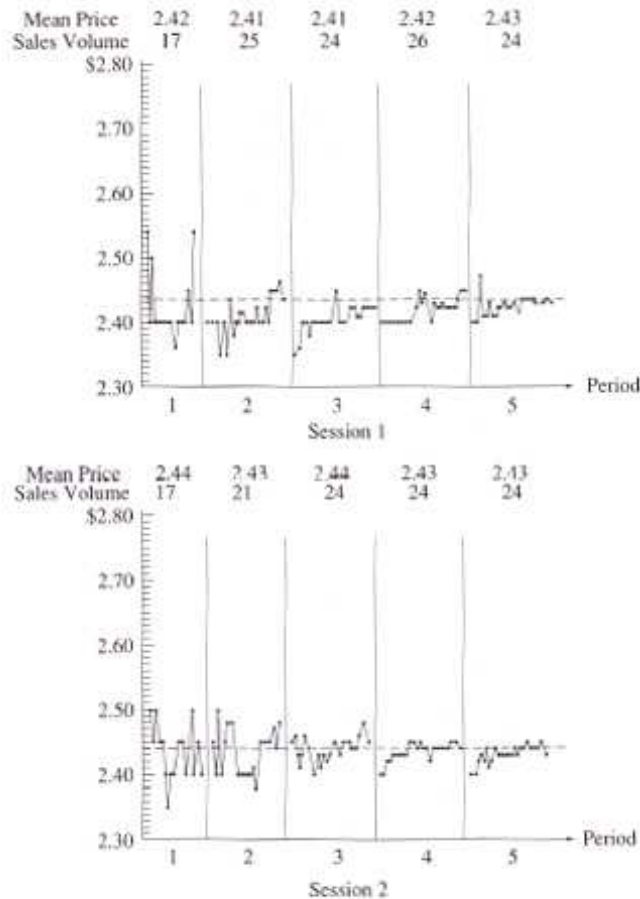 Mean Price 2.42 2.41 2.41 2.42 2.43
Sales Volume 17 25 24 26 24
$2.80
2.70
2.60
2.50
2.40
2.30
Period
1 2 3 4 5
Session 1
Mean Price 2.44 2.43 2.44 2.43 2.43
Sales Volume 17 21 24 24 24
$2.80
2.70
2.60
2.50
2.40
2.30
Period
1 2 3 4 5
Session 2